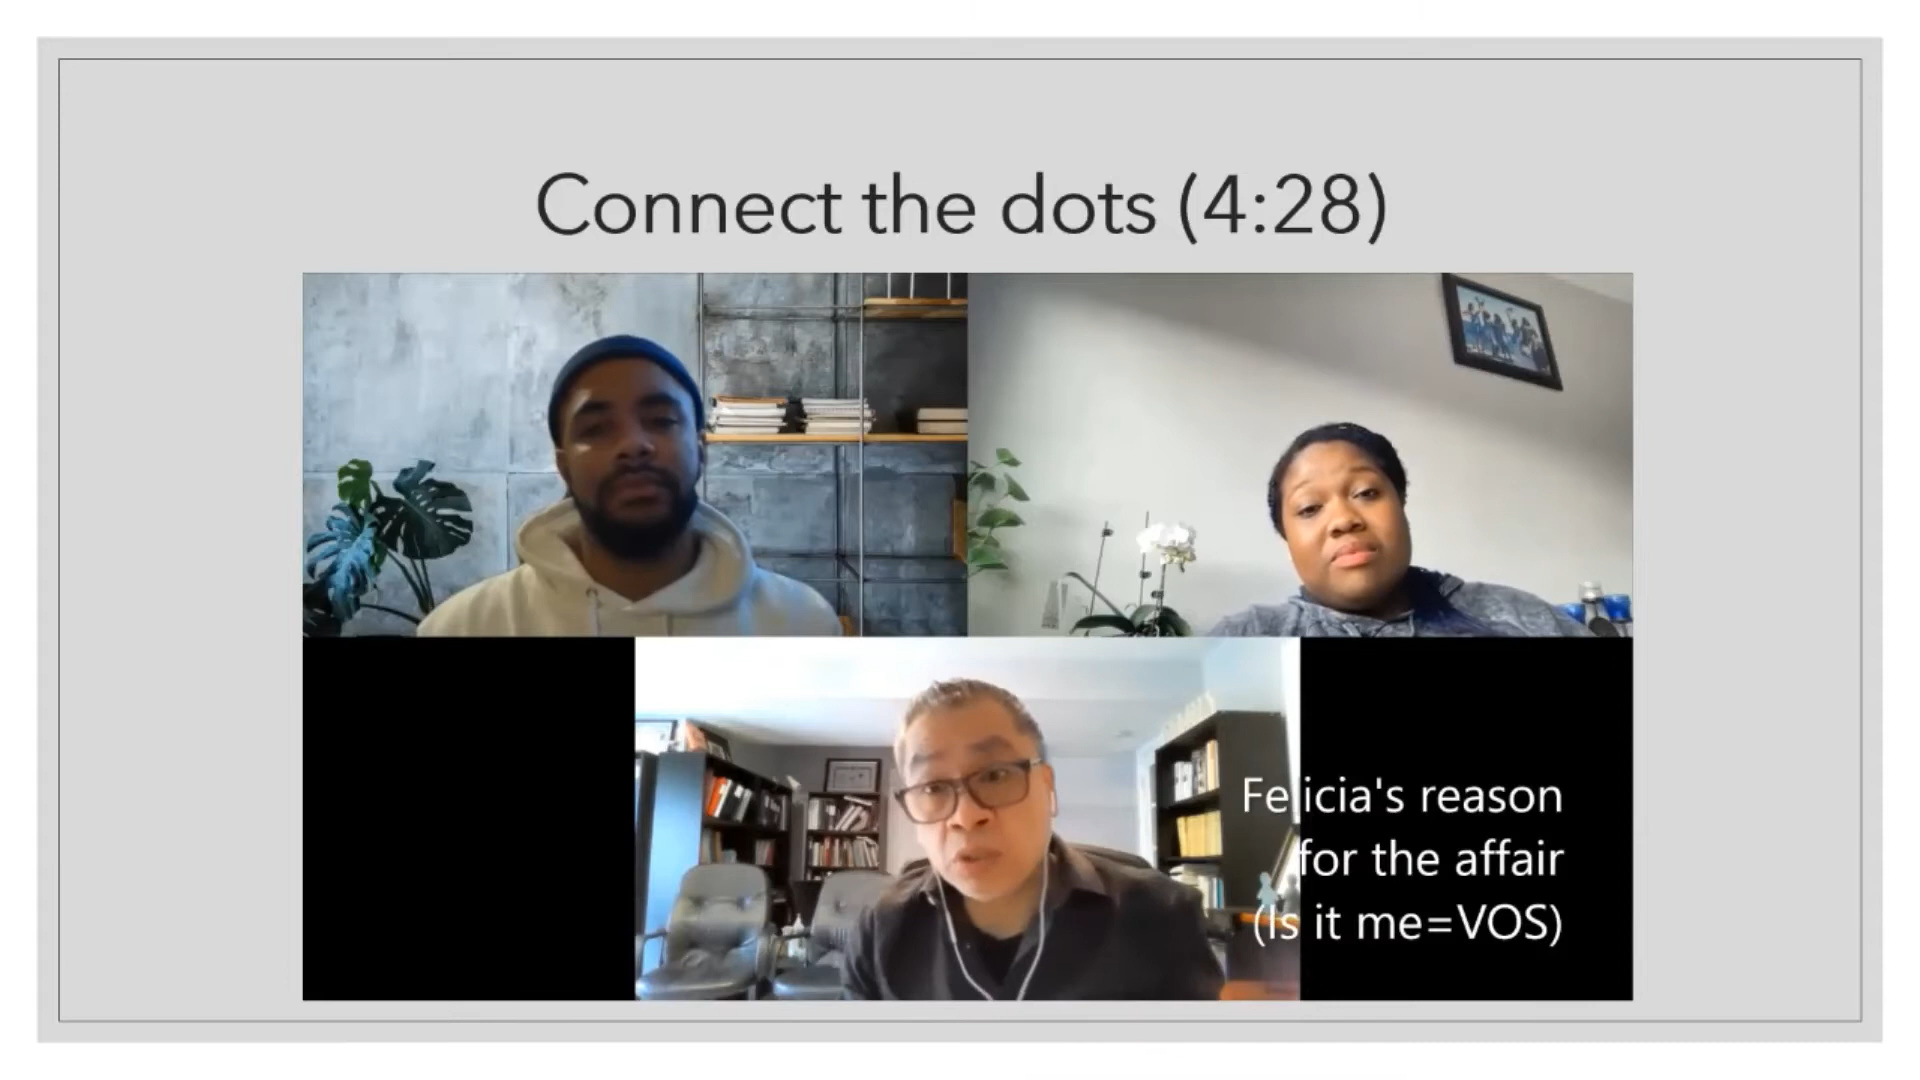 Connect the dots (4:28)
Felicia's reason
for the affair
(Is it me=VOS)